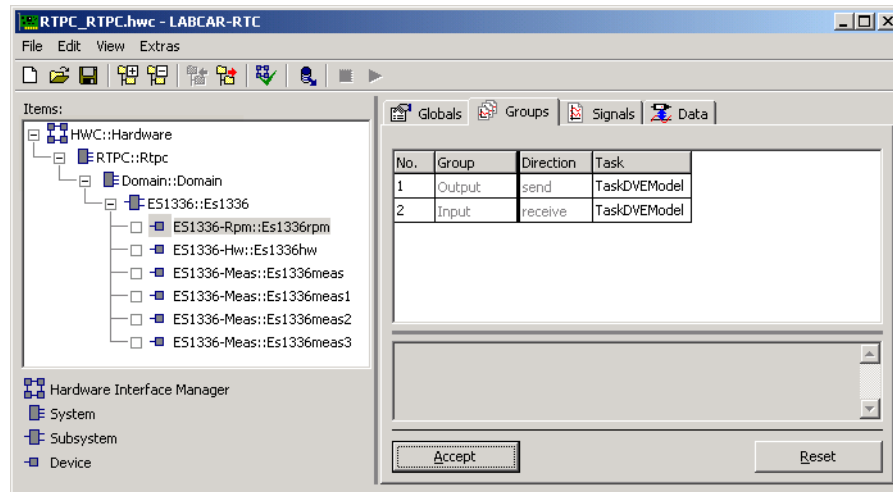 RTPC_RTPC.hwc - LABCAR-RTC
File Edit View Extras
Items:
HWC::Hardware
RTPC::Rtpc
Domain::Domain
ES1336::Es1336
ES1336-Rpm::Es1336rpm
ES1336-Hw::Es1336hw
ES1336-Meas::Es1336meas
ES1336-Meas::Es1336meas1
ES1336-Meas::Es1336meas2
ES1336-Meas::Es1336meas3
Hardware Interface Manager
System
Subsystem
Device
Globals Groups Signals Data
No. Group Direction Task
1 Output send TaskDVEModel
2 Input receive TaskDVEModel
Accept Reset